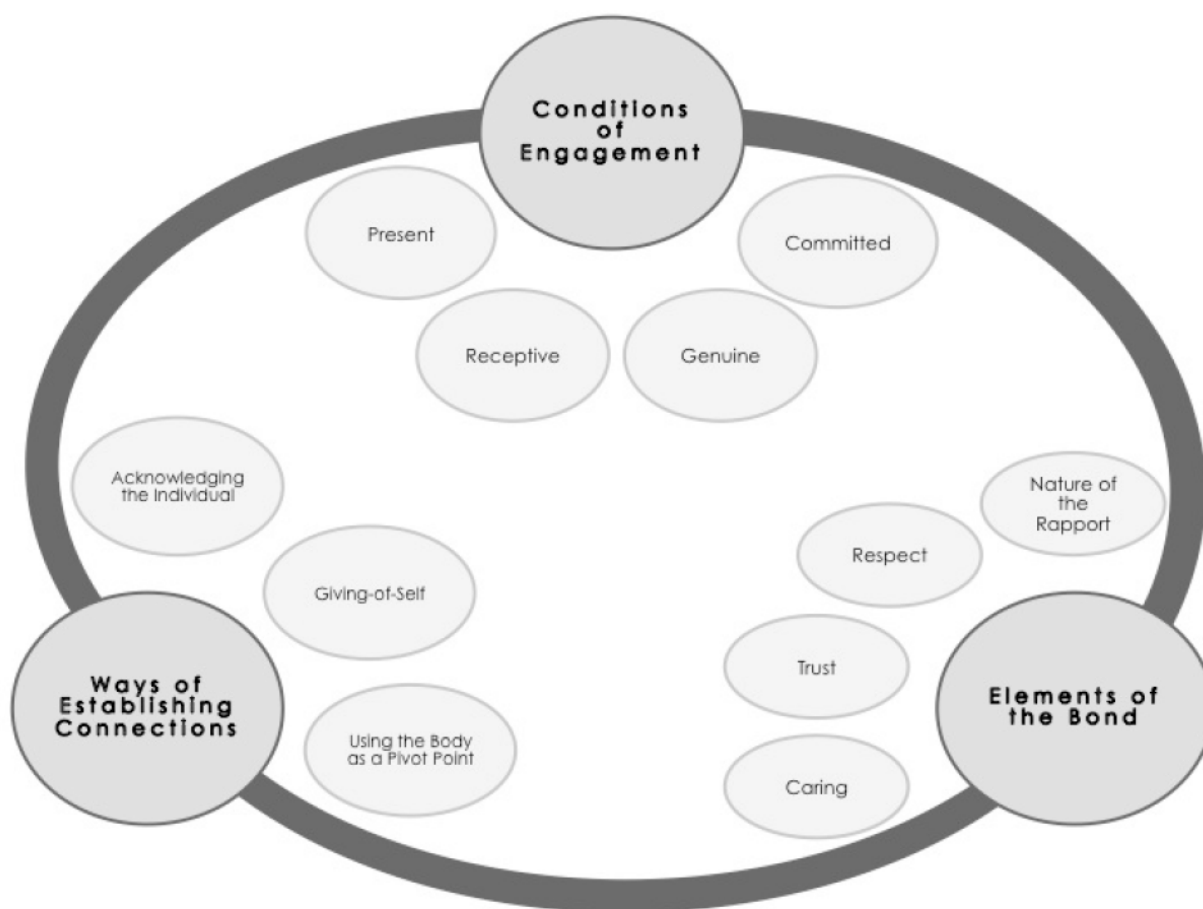 Conditions
of
Engagement
Present
Committed
Receptive
Genuine
Acknowledging
the Individual
Giving-of-Self
Using the Body
as a Pivot Point
Ways of
Establishing
Connections
Nature of
the
Rapport
Respect
Trust
Caring
Elements of
the Bond